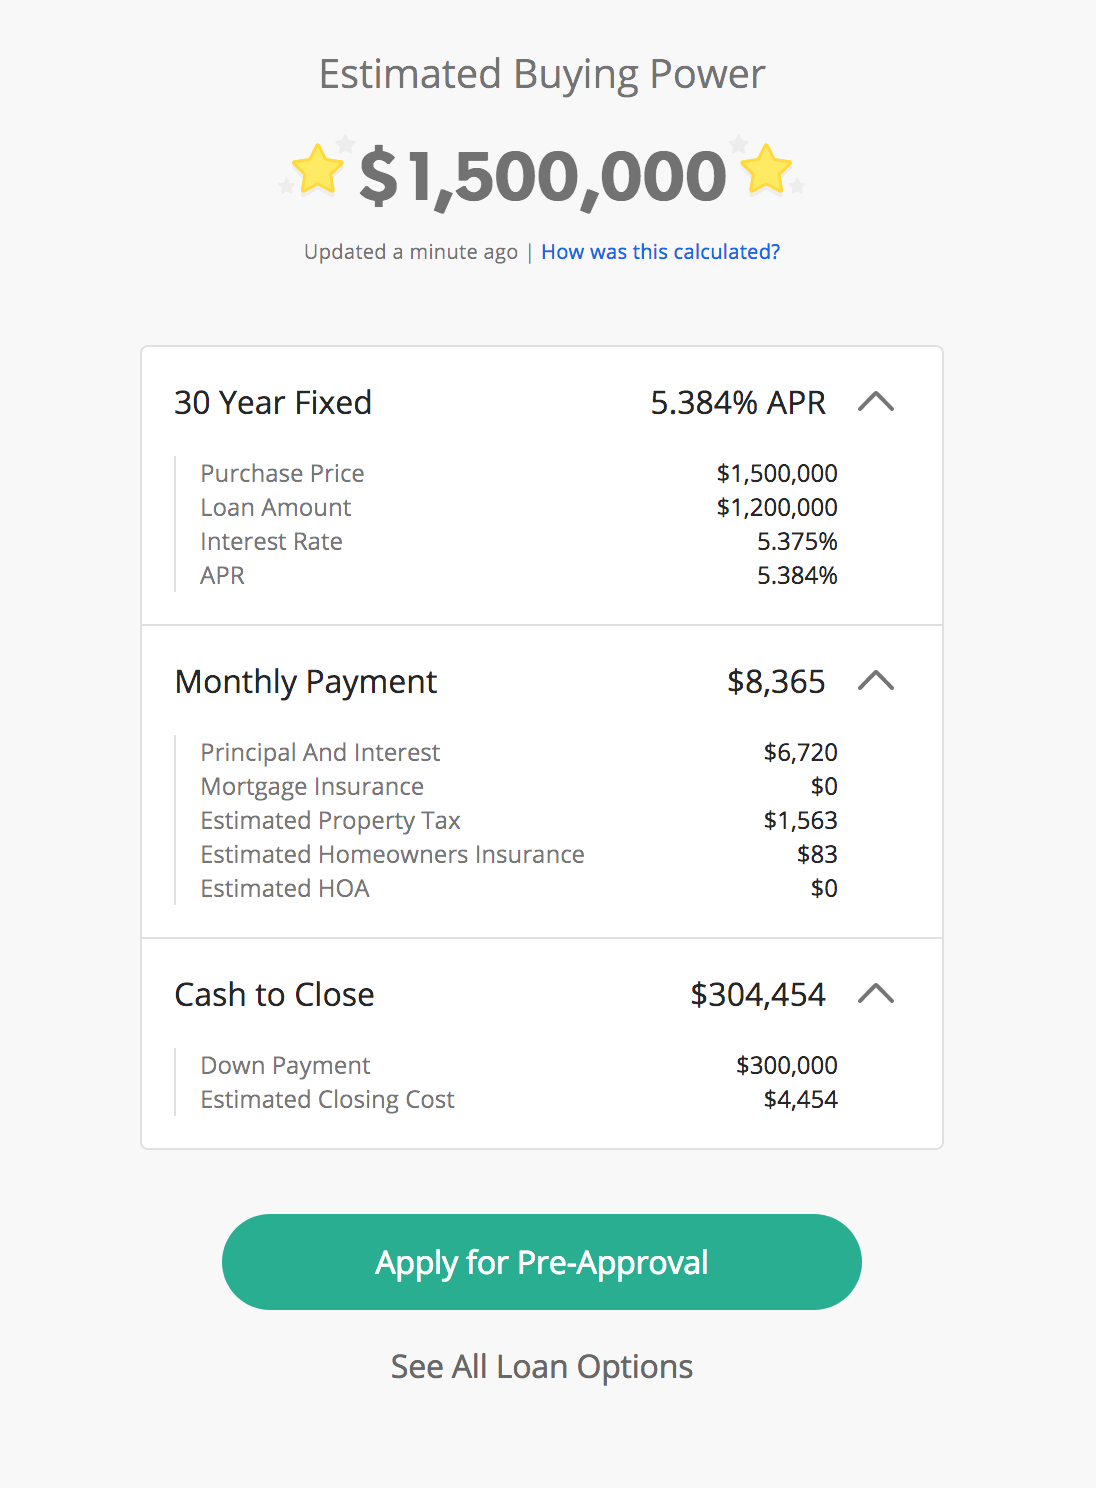 Estimated Buying Power
$1,500,000
Updated a minute ago | How was this calculated?
30 Year Fixed 5.384% APR
Purchase Price $1,500,000
Loan Amount $1,200,000
Interest Rate 5.375%
APR 5.384%
Monthly Payment $8,365
Principal And Interest $6,720
Mortgage Insurance $0
Estimated Property Tax $1,563
Estimated Homeowners Insurance $83
Estimated HOA $0
Cash to Close $304,454
Down Payment $300,000
Estimated Closing Cost $4,454
Apply for Pre-Approval
See All Loan Options